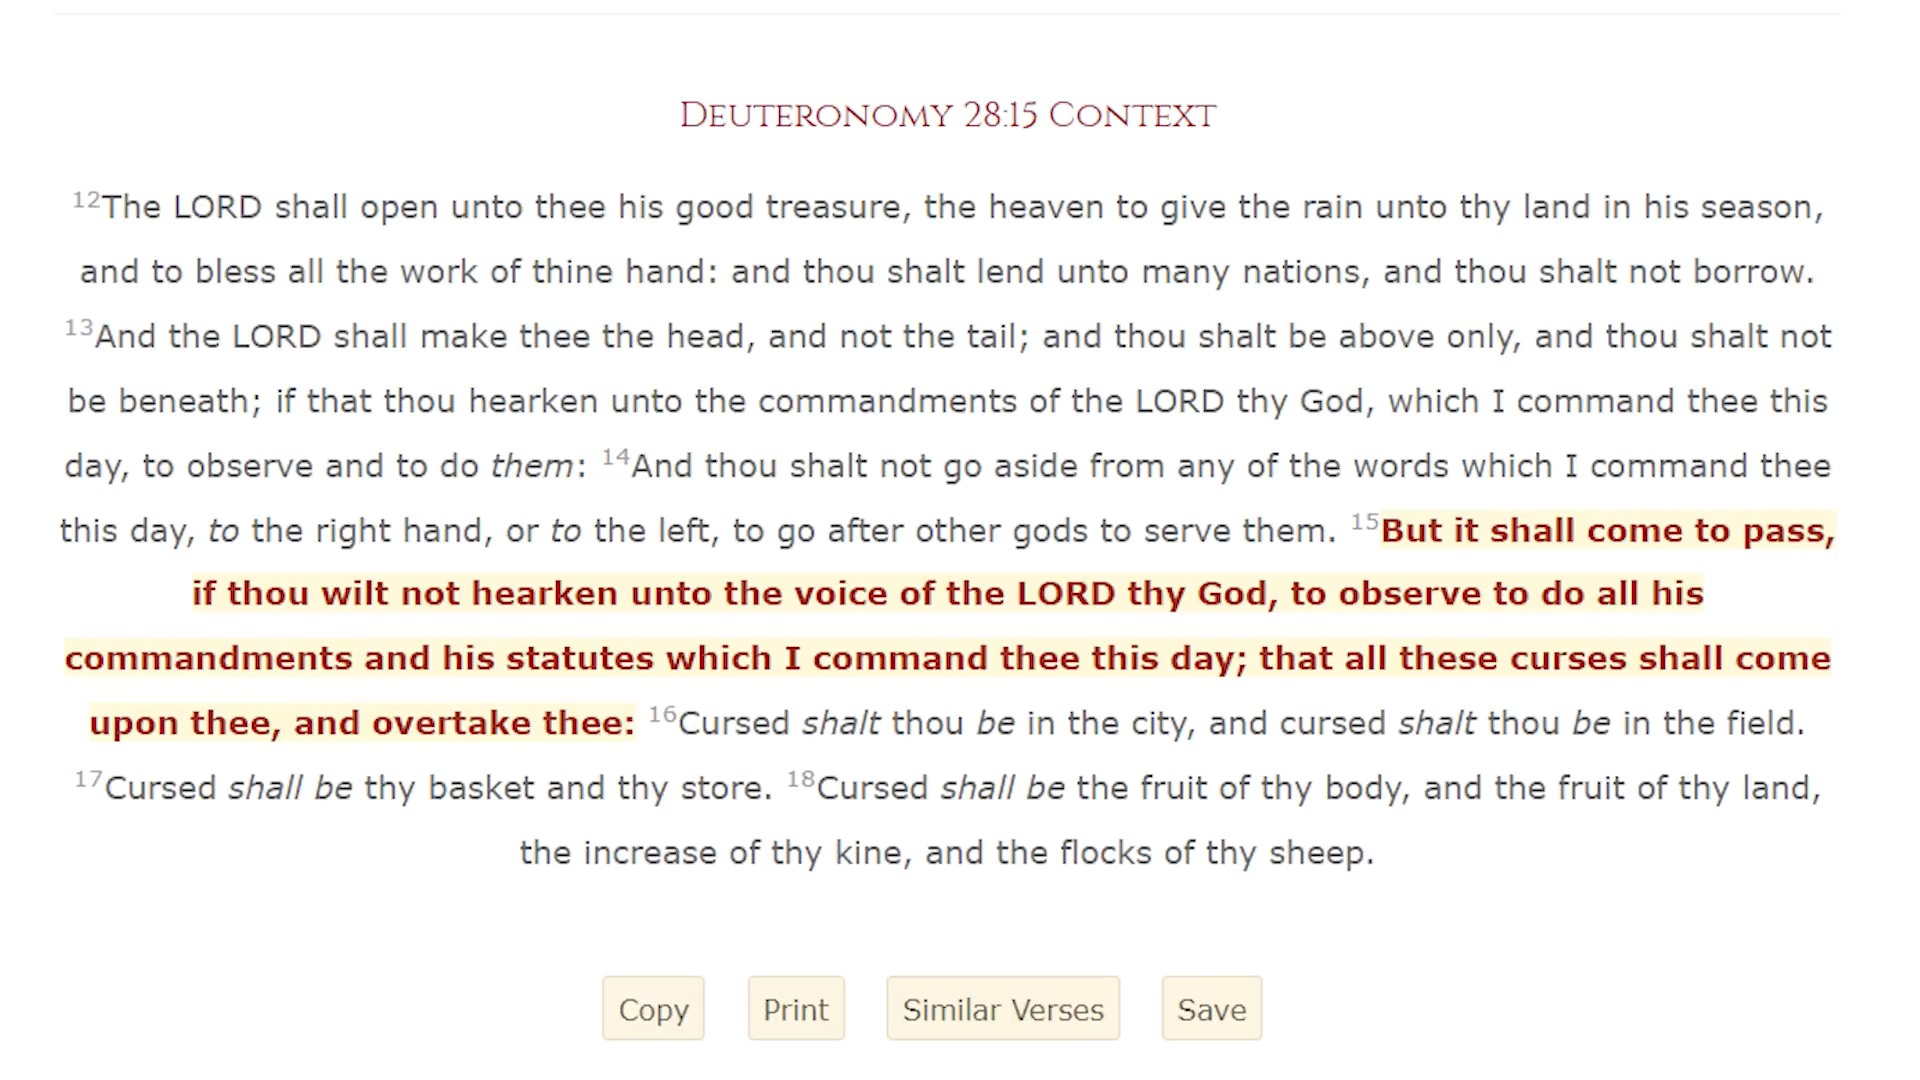 Deuteronomy 28:15 Context
12The LORD shall open unto thee his good treasure, the heaven to give the rain unto thy land in his season,
and to bless all the work of thine hand: and thou shalt lend unto many nations, and thou shalt not borrow.
13And the LORD shall make thee the head, and not the tail; and thou shalt be above only, and thou shalt not
be beneath; if that thou hearken unto the commandments of the LORD thy God, which I command thee this
day, to observe and to do them: 14And thou shalt not go aside from any of the words which I command thee
this day, to the right hand, or to the left, to go after other gods to serve them. 15But it shall come to pass,
if thou wilt not hearken unto the voice of the LORD thy God, to observe to do all his
commandments and his statutes which I command thee this day; that all these curses shall come
upon thee, and overtake thee: 16Cursed shalt thou be in the city, and cursed shalt thou be in the field.
17Cursed shall be thy basket and thy store. 18Cursed shall be the fruit of thy body, and the fruit of thy land,
the increase of thy kine, and the flocks of thy sheep.
Copy Print Similar Verses Save